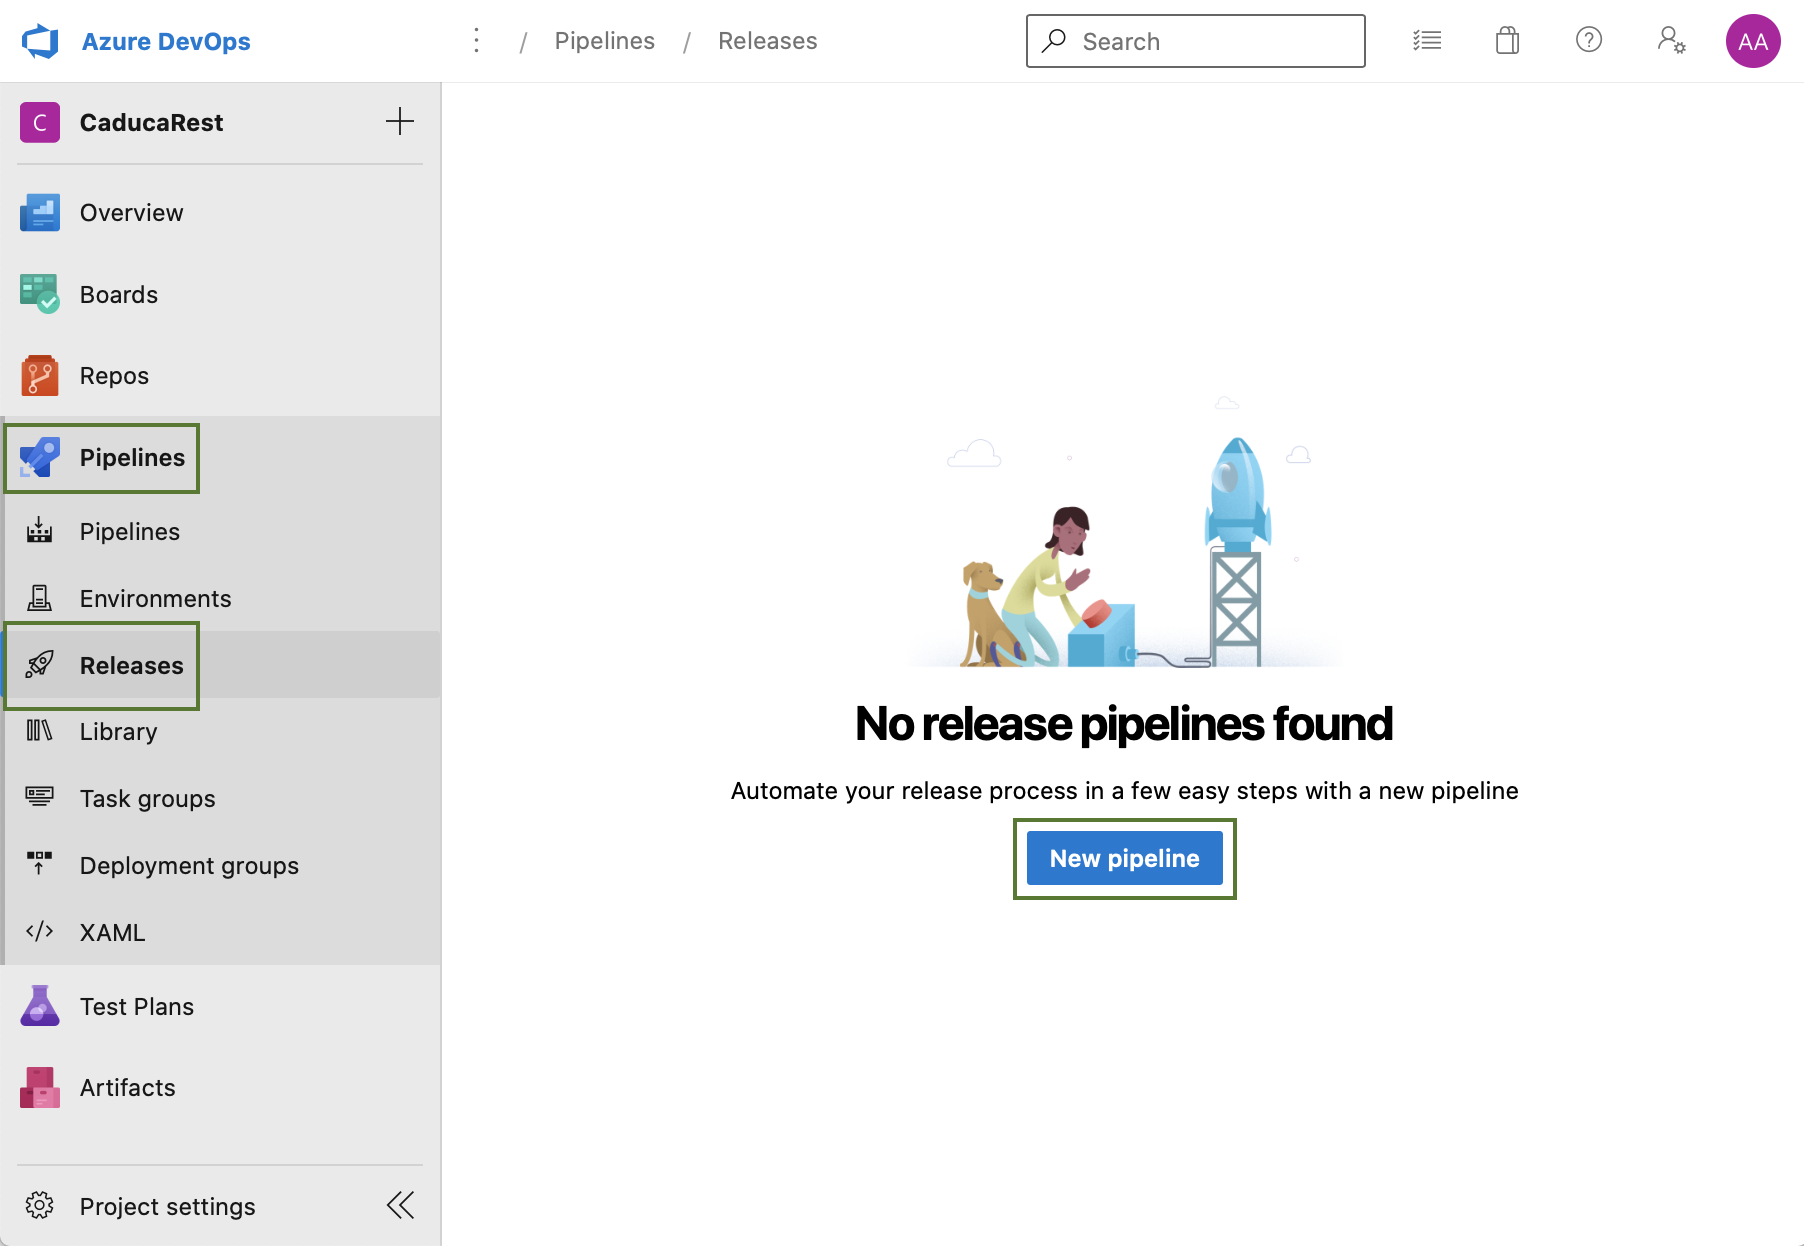 Azure DevOps
/ Pipelines / Releases
Search
AA
C
CaducaRest
Overview
Boards
Repos
Pipelines
Pipelines
Environments
Releases
Library
Task groups
Deployment groups
XAML
Test Plans
Artifacts
Project settings
No release pipelines found
Automate your release process in a few easy steps with a new pipeline
New pipeline